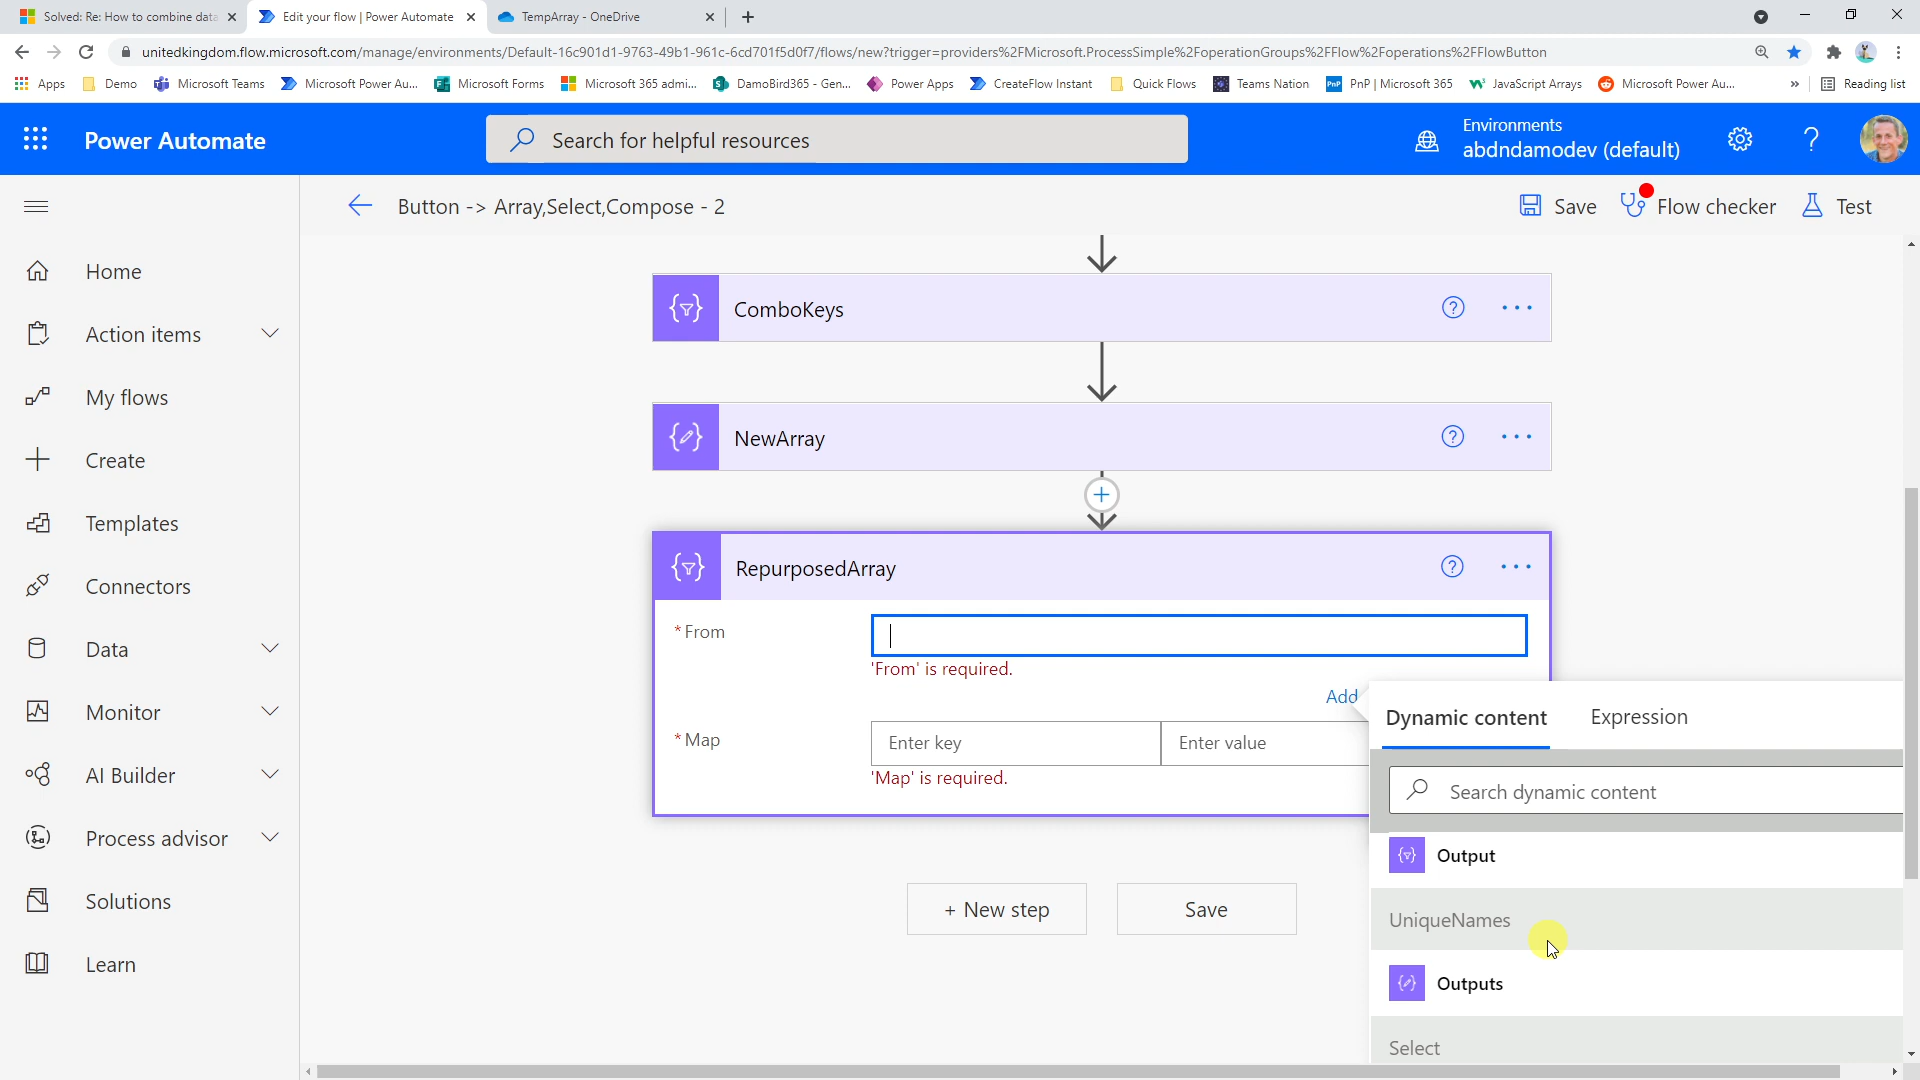 Solved: Re: How to combine data
Edit your flow | Power Automate
TempArray - OneDrive
unitedkingdom.flow.microsoft.com/manage/environments/Default-16c901d1-9763-49b1-961c-6cd701f5d0f7/flows/new?trigger=providers%2FMicrosoft.ProcessSimple%2FoperationGroups%2FFlow%2Foperations%2FFlowButton
Apps
Demo
Microsoft Teams
Microsoft Power Au...
Microsoft Forms
Microsoft 365 admi...
DamoBird365 - Gen...
Power Apps
CreateFlow Instant
Quick Flows
Teams Nation
PnP | Microsoft 365
JavaScript Arrays
Microsoft Power Au...
Reading list
Power Automate
Search for helpful resources
Environments
abdndamodev (default)
Button -> Array,Select,Compose - 2
Save
Flow checker
Test
Home
Action items
My flows
Create
Templates
Connectors
Data
Monitor
AI Builder
Process advisor
Solutions
Learn
ComboKeys
NewArray
RepurposedArray
* From
'From' is required.
Add
* Map
Enter key
Enter value
'Map' is required.
+ New step
Save
Dynamic content
Expression
Search dynamic content
Output
UniqueNames
Outputs
Select